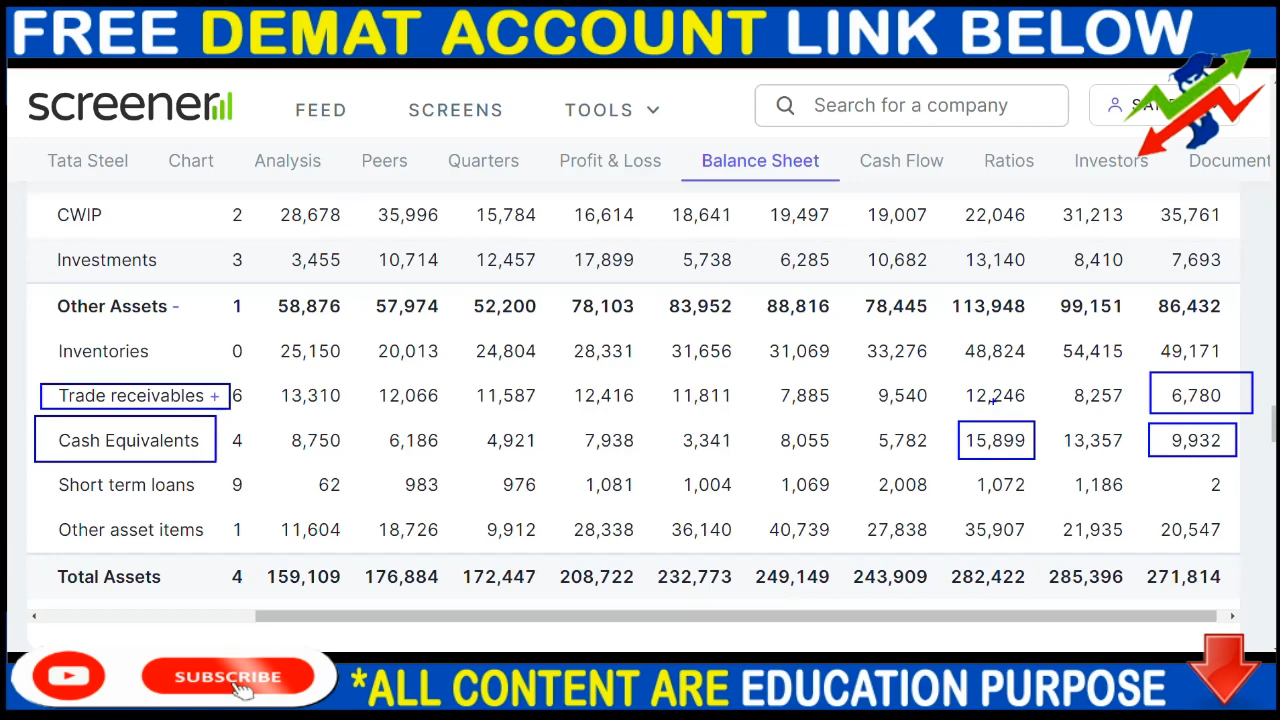 FREE DEMAT ACCOUNT LINK BELOW
screener
FEED SCREENS TOOLS Search for a company
Tata Steel Chart Analysis Peers Quarters Profit & Loss Balance Sheet Cash Flow Ratios Investors Document
CWIP 2 28,678 35,996 15,784 16,614 18,641 19,497 19,007 22,046 31,213 35,761
Investments 3 3,455 10,714 12,457 17,899 5,738 6,285 10,682 13,140 8,410 7,693
Other Assets - 1 58,876 57,974 52,200 78,103 83,952 88,816 78,445 113,948 99,151 86,432
Inventories 0 25,150 20,013 24,804 28,331 31,656 31,069 33,276 48,824 54,415 49,171
Trade receivables + 6 13,310 12,066 11,587 12,416 11,811 7,885 9,540 12,246 8,257 6,780
Cash Equivalents 4 8,750 6,186 4,921 7,938 3,341 8,055 5,782 15,899 13,357 9,932
Short term loans 9 62 983 976 1,081 1,004 1,069 2,008 1,072 1,186 2
Other asset items 1 11,604 18,726 9,912 28,338 36,140 40,739 27,838 35,907 21,935 20,547
Total Assets 4 159,109 176,884 172,447 208,722 232,773 249,149 243,909 282,422 285,396 271,814
SUBSCRIBE
*ALL CONTENT ARE EDUCATION PURPOSE